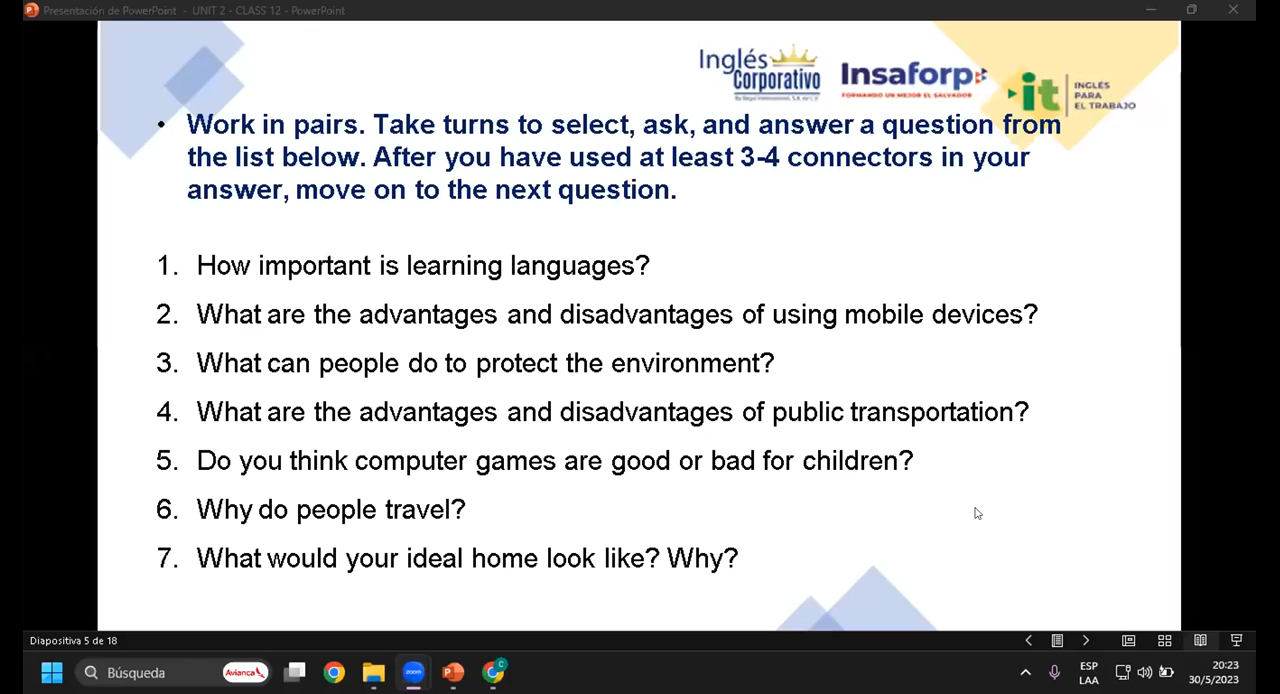 Presentación de PowerPoint - UNIT 2 - CLASS 12 - PowerPoint
Inglés
Corporativo
Insaforp
FORMANDO UN MEJOR EL SALVADOR
it
INGLÉS
PARA
EL TRABAJO
• Work in pairs. Take turns to select, ask, and answer a question from
the list below. After you have used at least 3-4 connectors in your
answer, move on to the next question.
1. How important is learning languages?
2. What are the advantages and disadvantages of using mobile devices?
3. What can people do to protect the environment?
4. What are the advantages and disadvantages of public transportation?
5. Do you think computer games are good or bad for children?
6. Why do people travel?
7. What would your ideal home look like? Why?
Diapositiva 5 de 18
Búsqueda
Avianca
zoom
C
ESP
LAA
20:23
30/5/2023